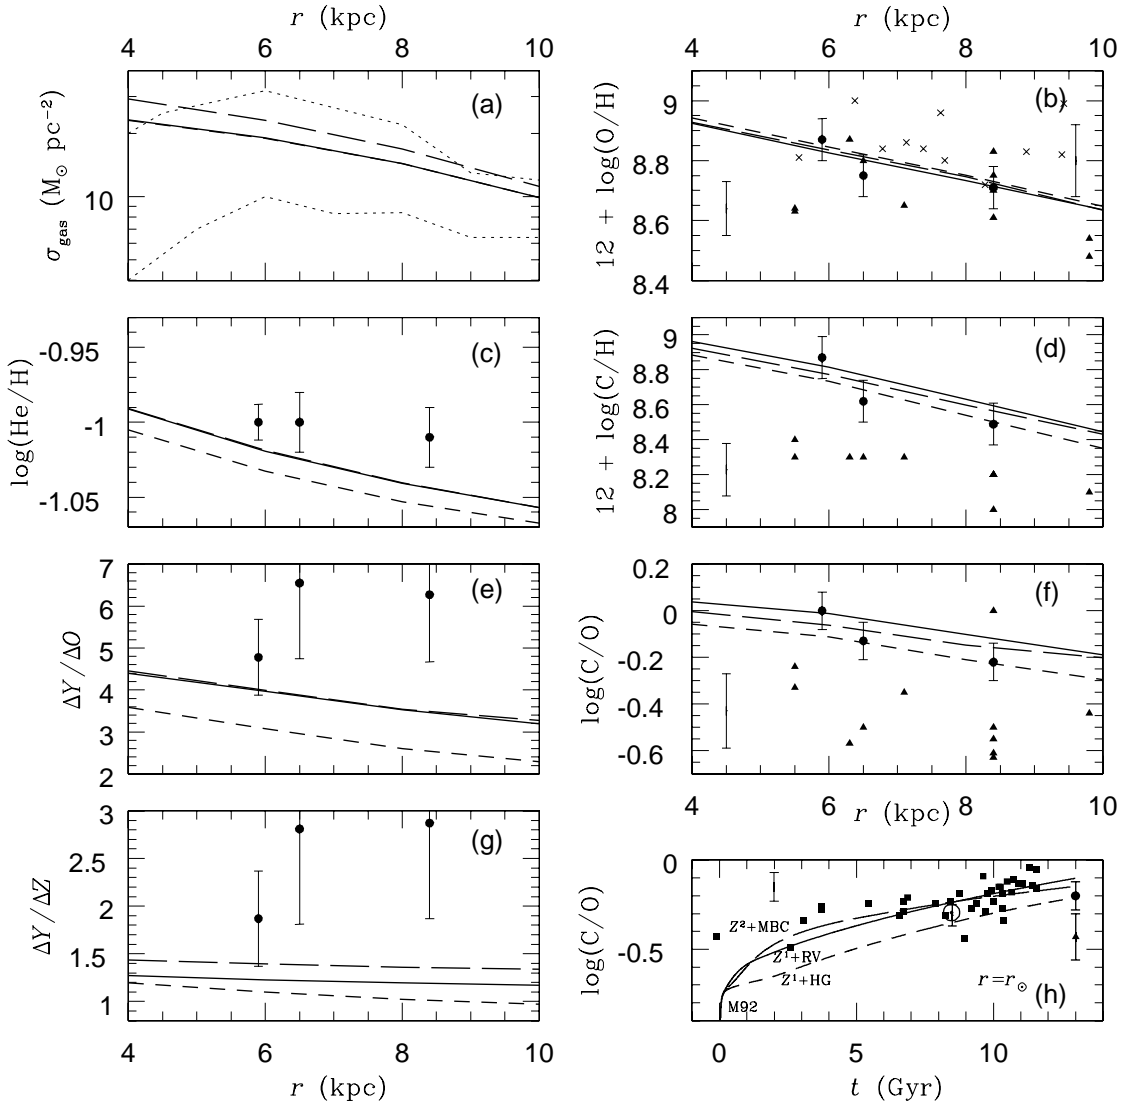 r (kpc)
4 6 8 10
(a)
σgas (M⊙ pc⁻²)
10
r (kpc)
4 6 8 10
(b)
12 + log(O/H)
9
8.8
8.6
8.4
(c)
log(He/H)
-0.95
-1
-1.05
(d)
12 + log(C/H)
9
8.8
8.6
8.4
8.2
8
(e)
ΔY/ΔO
7
6
5
4
3
2
(f)
log(C/O)
0.2
0
-0.2
-0.4
-0.6
4 6 8 10
r (kpc)
(g)
ΔY/ΔZ
3
2.5
2
1.5
1
4 6 8 10
r (kpc)
log(C/O)
0
-0.5
Z²+MBC
Z¹+RV
Z¹+HG
M92
r=r⊙
(h)
0 5 10
t (Gyr)